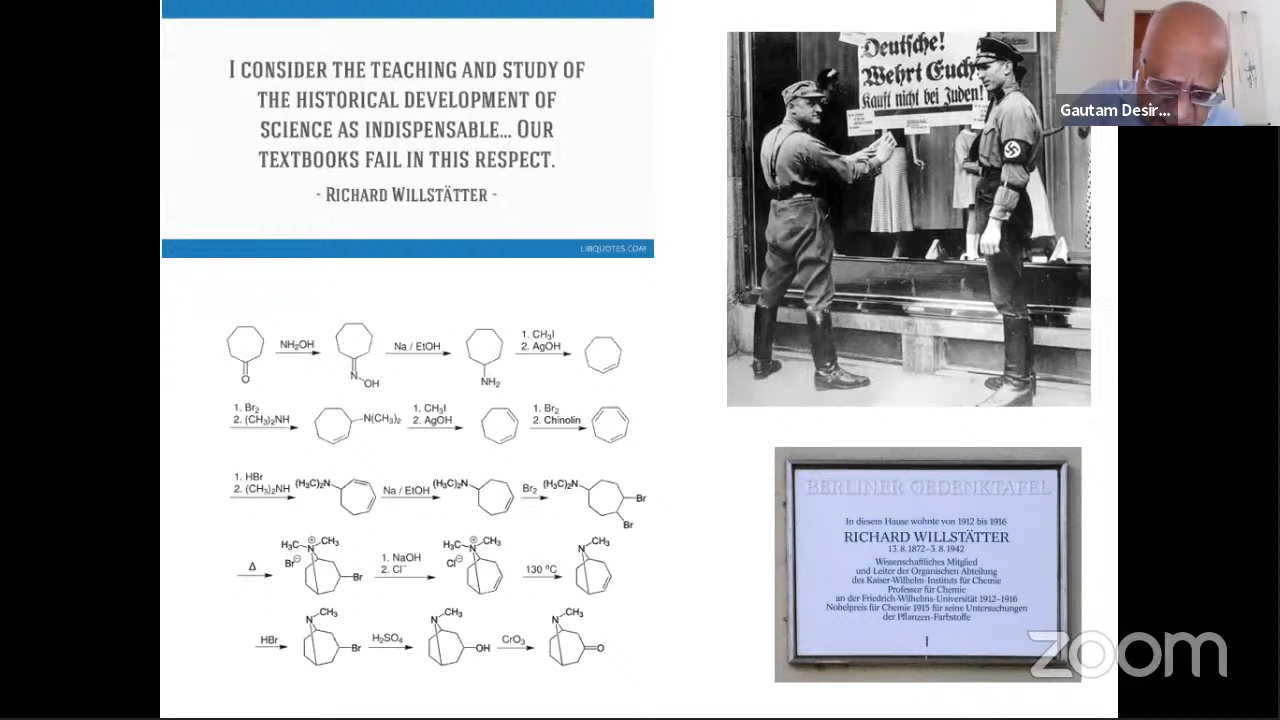 I CONSIDER THE TEACHING AND STUDY OF
THE HISTORICAL DEVELOPMENT OF
SCIENCE AS INDISPENSABLE... OUR
TEXTBOOKS FAIL IN THIS RESPECT.
- RICHARD WILLSTÄTTER -
LIBQUOTES.COM
Deutsche!
Wehrt Euch
Kauft nicht bei Juden!
Gautam Desir...
O
NH2OH
N
OH
Na / EtOH
NH2
1. CH3I
2. AgOH
1. Br2
2. (CH3)2NH
N(CH3)2
1. CH3I
2. AgOH
1. Br2
2. Chinolin
1. HBr
2. (CH3)2NH
(H3C)2N
Na / EtOH
(H3C)2N
Br2
(H3C)2N
Br
Br
Δ
H3C
N
⊕
CH3
Br⊖
Br
1. NaOH
2. Cl−
H3C
N
⊕
CH3
Cl⊖
130 °C
N
CH3
HBr
N
CH3
Br
H2SO4
N
CH3
OH
CrO3
N
CH3
O
BERLINER GEDENKTAFEL
In diesem Hause wohnte von 1912 bis 1916
RICHARD WILLSTÄTTER
13. 8. 1872–3. 8. 1942
Wissenschaftliches Mitglied
und Leiter der Organischen Abteilung
des Kaiser-Wilhelm-Instituts für Chemie
Professor für Chemie
an der Friedrich-Wilhelms-Universität 1912–1916
Nobelpreis für Chemie 1915 für seine Untersuchungen
der Pflanzen-Farbstoffe
zoom